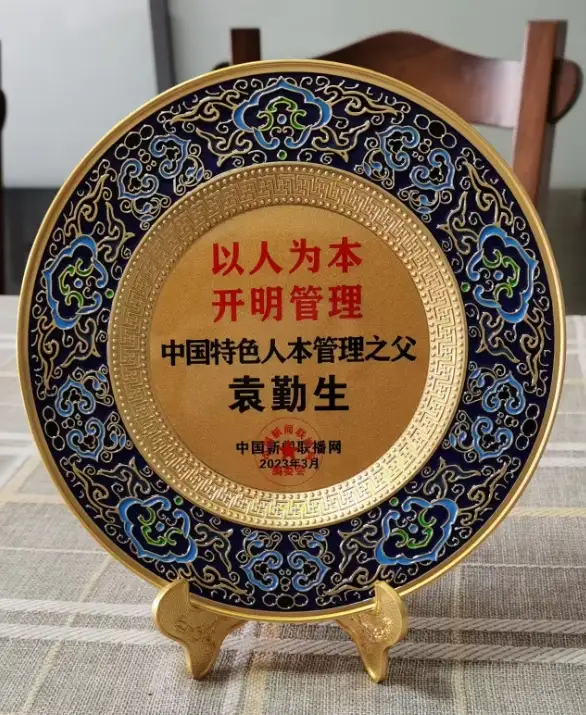 以人为本
开明管理
中国特色人本管理之父
袁勤生
中国新闻联播网
2023年3月